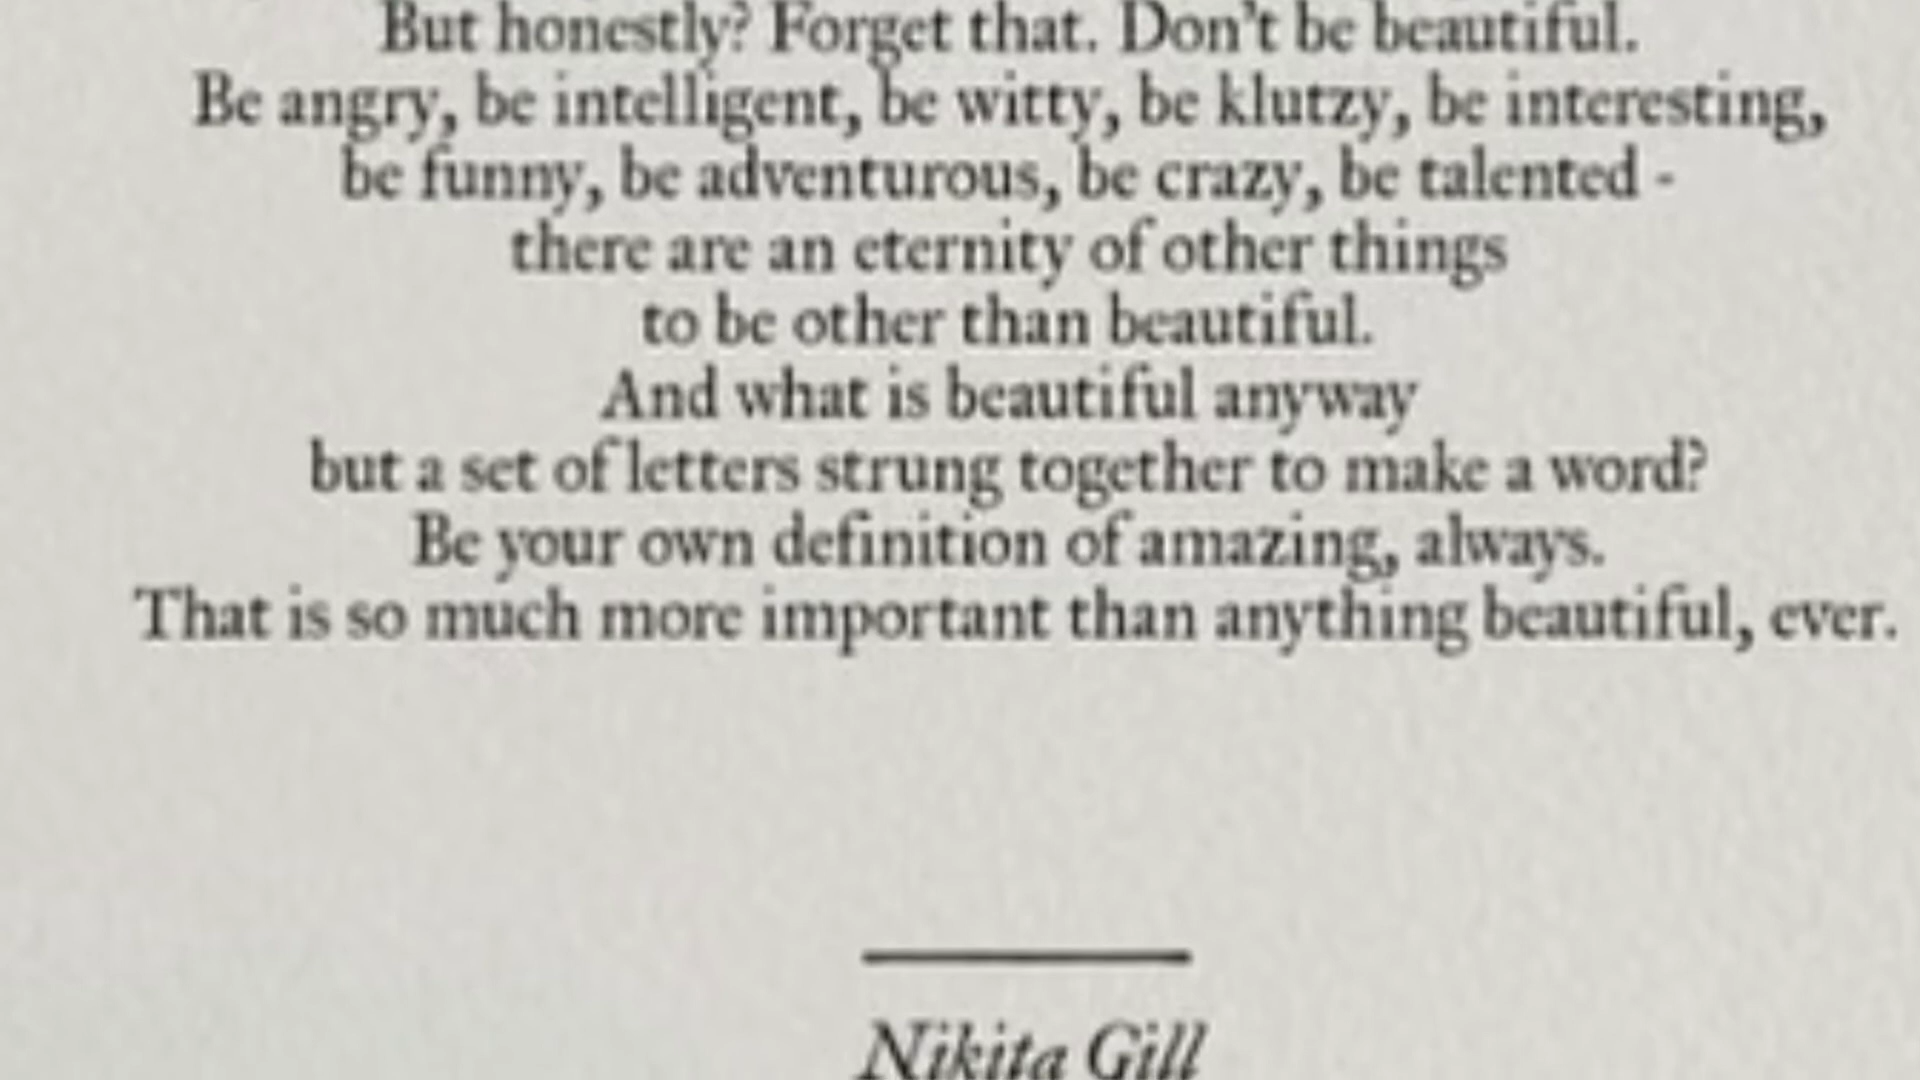 But honestly? Forget that. Don't be beautiful.
Be angry, be intelligent, be witty, be klutzy, be interesting,
be funny, be adventurous, be crazy, be talented -
there are an eternity of other things
to be other than beautiful.
And what is beautiful anyway
but a set of letters strung together to make a word?
Be your own definition of amazing, always.
That is so much more important than anything beautiful, ever.
Nikita Gill